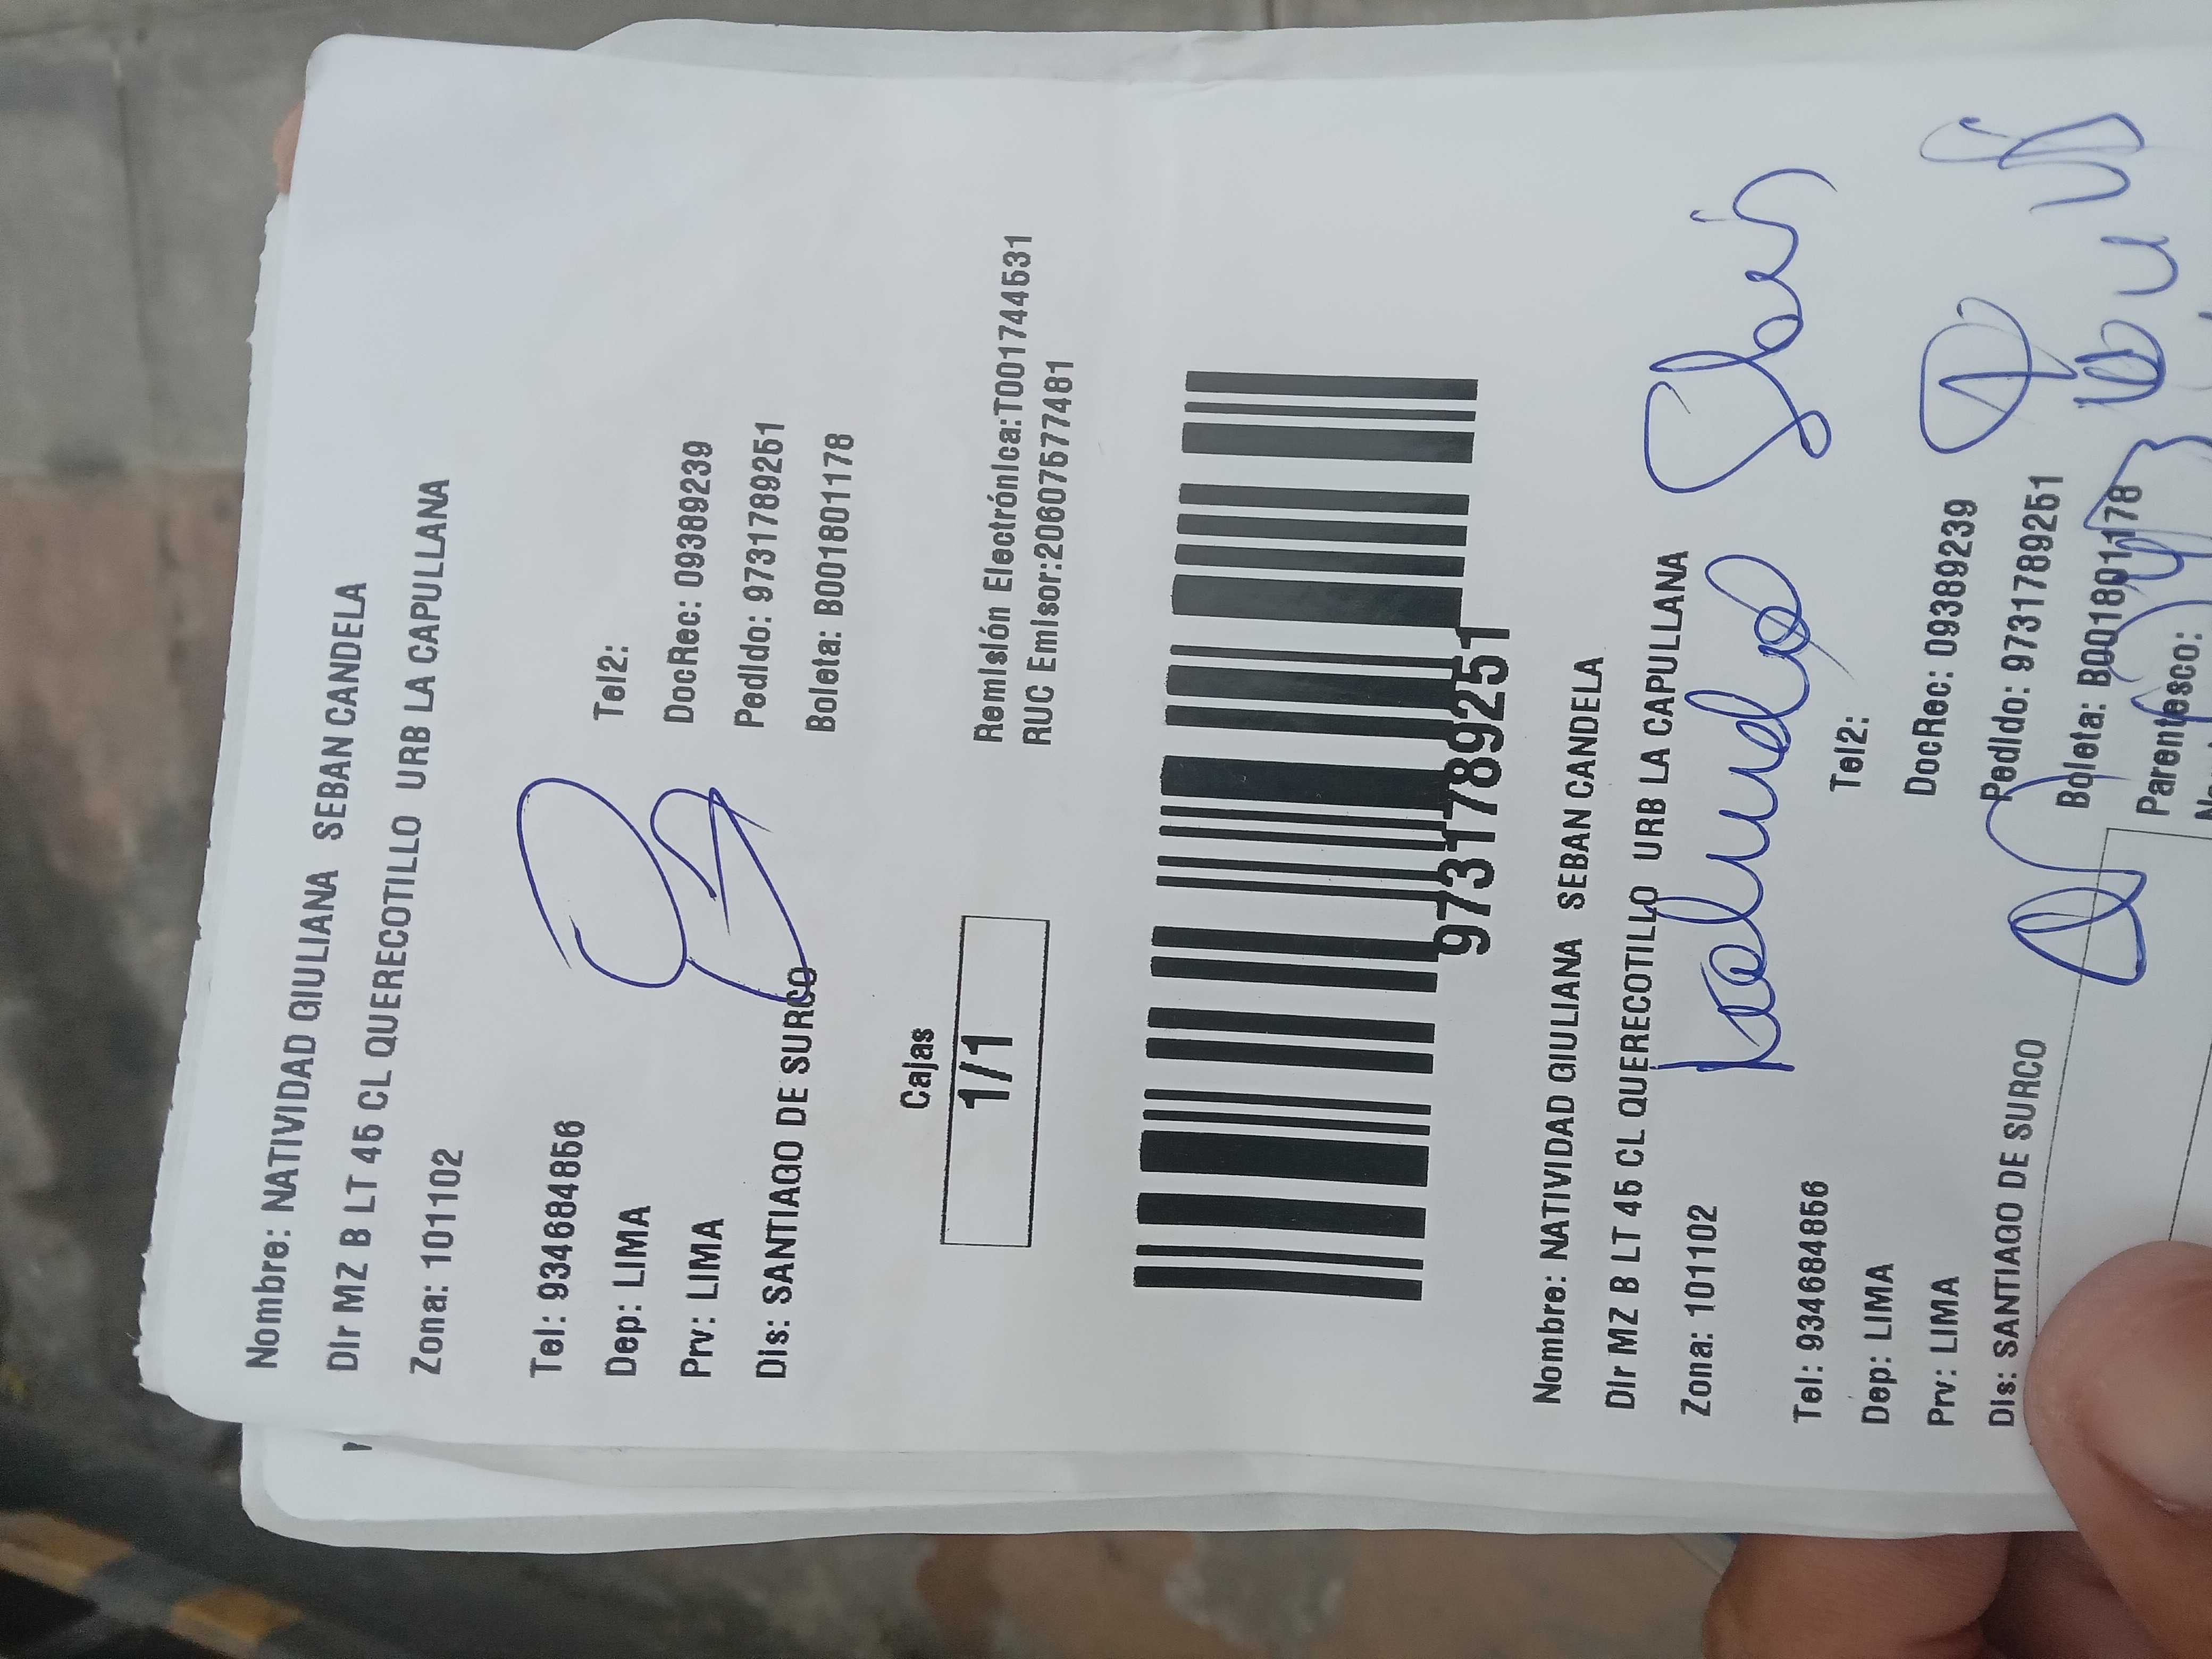 Nombre: NATIVIDAD GIULIANA SEBAN CANDELA
Dir MZ B LT 45 CL QUERECOTILLO URB LA CAPULLANA
Zona: 101102
Tel: 934684856 Tel2:
Dep: LIMA DocRec: 09389239
Prv: LIMA Pedido: 9731789251
Dis: SANTIAGO DE SURCO Boleta: B001801178
Cajas
1/1
Remisión Electrónica:T001744531
RUC Emisor:20607577481
9731789251
Nombre: NATIVIDAD GIULIANA SEBAN CANDELA
Dir MZ B LT 45 CL QUERECOTILLO URB LA CAPULLANA
Zona: 101102
Tel: 934684856 Tel2:
Dep: LIMA DocRec: 09389239
Prv: LIMA Pedido: 9731789251
Dis: SANTIAGO DE SURCO Boleta: B001801178
Parentesco: